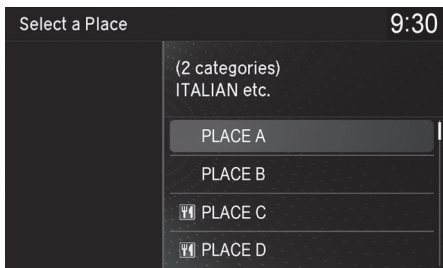 Select a Place
9:30
(2 categories)
ITALIAN etc.
PLACE A
PLACE B
PLACE C
PLACE D